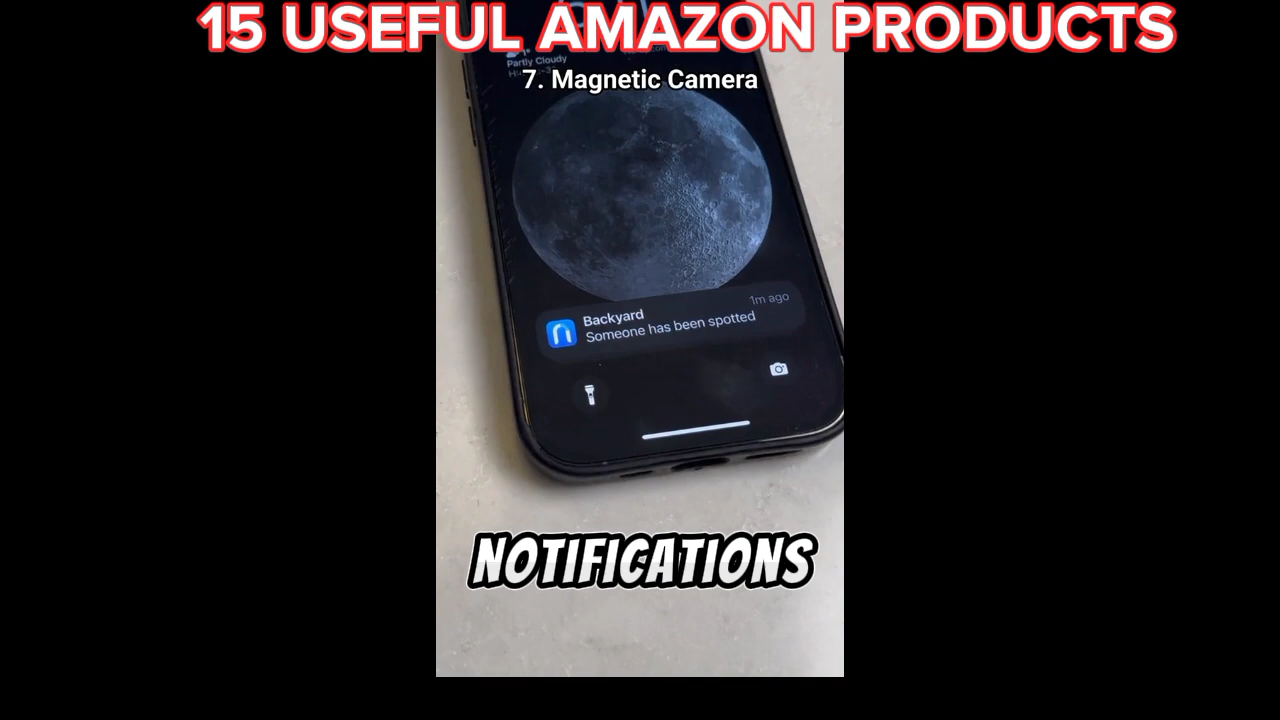 15 USEFUL AMAZON PRODUCTS
Partly Cloudy
7. Magnetic Camera
1m ago
Backyard
Someone has been spotted
NOTIFICATIONS